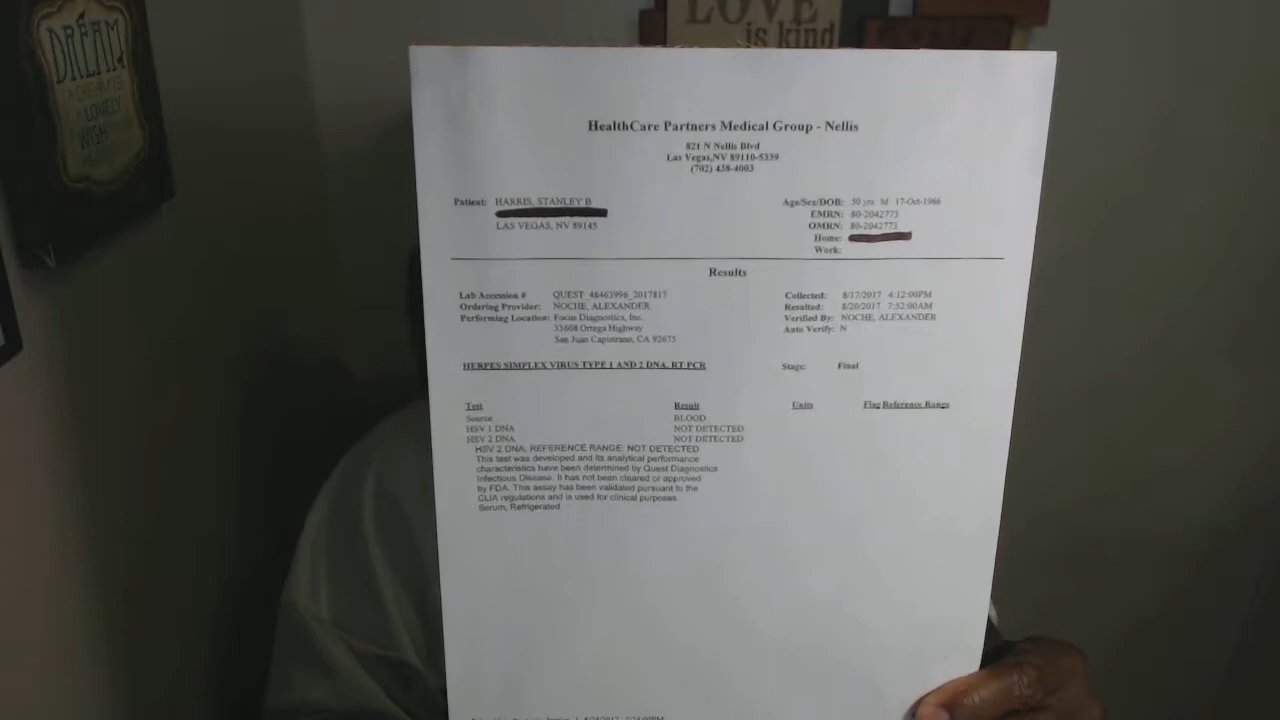 DREAM
LOVELY
WISH
LOVE
is kind
HealthCare Partners Medical Group - Nellis
821 N Nellis Blvd
Las Vegas,NV 89110-5339
(702) 438-4003
Patient: HARRIS, STANLEY B
LAS VEGAS, NV 89145
Age/Sex/DOB: 50 yrs M 17-Oct-1966
EMRN: 80-2042773
OMRN: 80-2042773
Home:
Work:
Results
Lab Accession # QUEST_48463996_2017817
Ordering Provider: NOCHE, ALEXANDER
Performing Location: Focus Diagnostics, Inc.
33608 Ortega Highway
San Juan Capistrano, CA 92675
Collected: 8/17/2017 4:12:00PM
Resulted: 8/20/2017 7:52:00AM
Verified By: NOCHE, ALEXANDER
Auto Verify: N
HERPES SIMPLEX VIRUS TYPE 1 AND 2 DNA, RT PCR Stage: Final
Test Result Units Flag Reference Range
Source BLOOD
HSV 1 DNA NOT DETECTED
HSV 2 DNA NOT DETECTED
HSV 2 DNA, REFERENCE RANGE: NOT DETECTED
This test was developed and its analytical performance
characteristics have been determined by Quest Diagnostics
Infectious Disease. It has not been cleared or approved
by FDA. This assay has been validated pursuant to the
CLIA regulations and is used for clinical purposes
Serum, Refrigerated